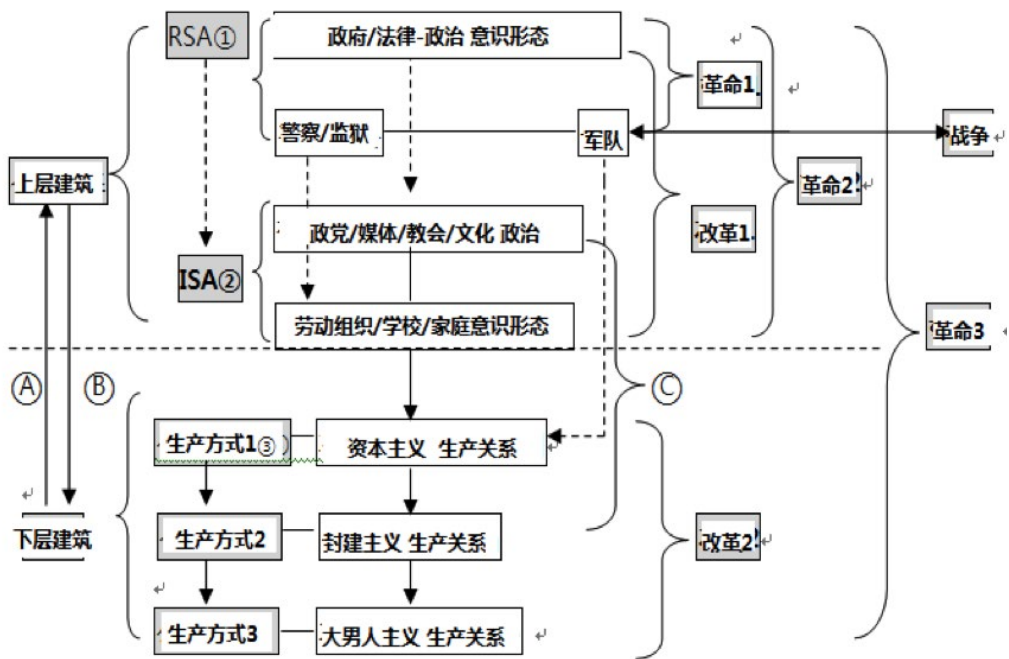 RSA①
政府/法律-政治 意识形态
革命1
警察/监狱
军队
战争
上层建筑
革命2!
政党/媒体/教会/文化 政治
改革1
ISA②
劳动组织/学校/家庭意识形态
革命3
Ⓐ
Ⓑ
Ⓒ
生产方式1③ )
资本主义 生产关系
下层建筑
生产方式2
封建主义 生产关系
改革2!
生产方式3
大男人主义 生产关系